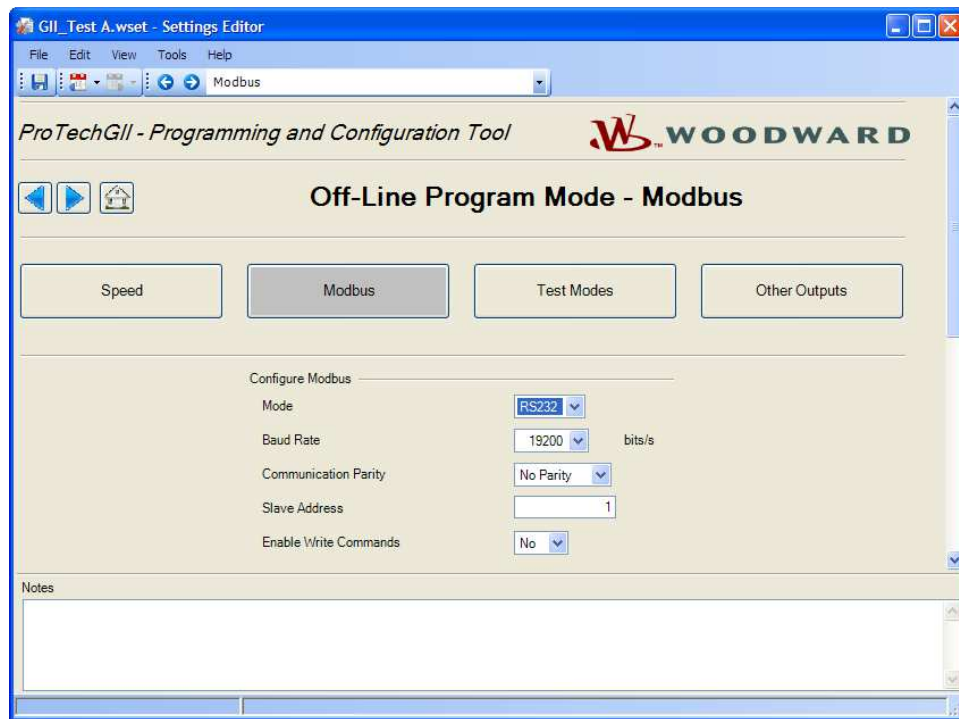 GII_Test A.wset - Settings Editor
File Edit View Tools Help
Modbus
ProTechGII - Programming and Configuration Tool
WOODWARD
Off-Line Program Mode - Modbus
Speed Modbus Test Modes Other Outputs
Configure Modbus
Mode RS232
Baud Rate 19200 bits/s
Communication Parity No Parity
Slave Address 1
Enable Write Commands No
Notes